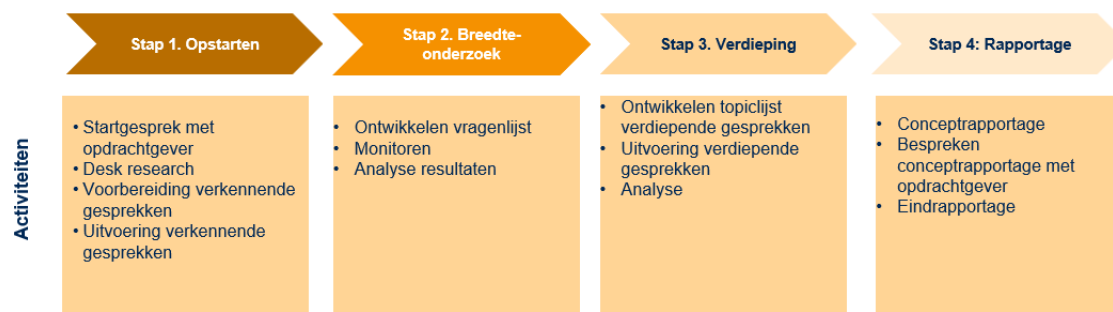 Stap 1. Opstarten
Stap 2. Breedte-
onderzoek
Stap 3. Verdieping
Stap 4: Rapportage
Activiteiten
• Startgesprek met
opdrachtgever
• Desk research
• Voorbereiding verkennende
gesprekken
• Uitvoering verkennende
gesprekken
• Ontwikkelen vragenlijst
• Monitoren
• Analyse resultaten
• Ontwikkelen topiclijst
verdiepende gesprekken
• Uitvoering verdiepende
gesprekken
• Analyse
• Conceptrapportage
• Bespreken
conceptrapportage met
opdrachtgever
• Eindrapportage